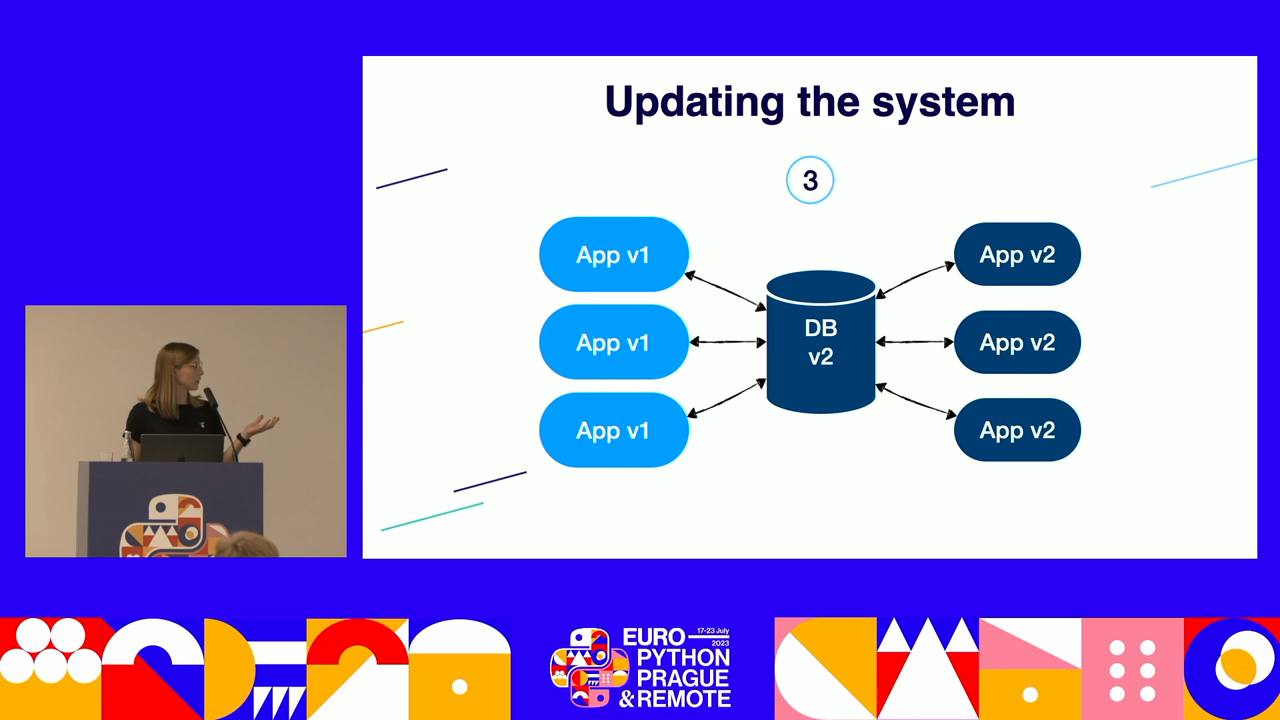 Updating the system
3
App v1
App v1
App v1
DB
v2
App v2
App v2
App v2
17-23 July
2023
EURO
PYTHON
PRAGUE
& REMOTE